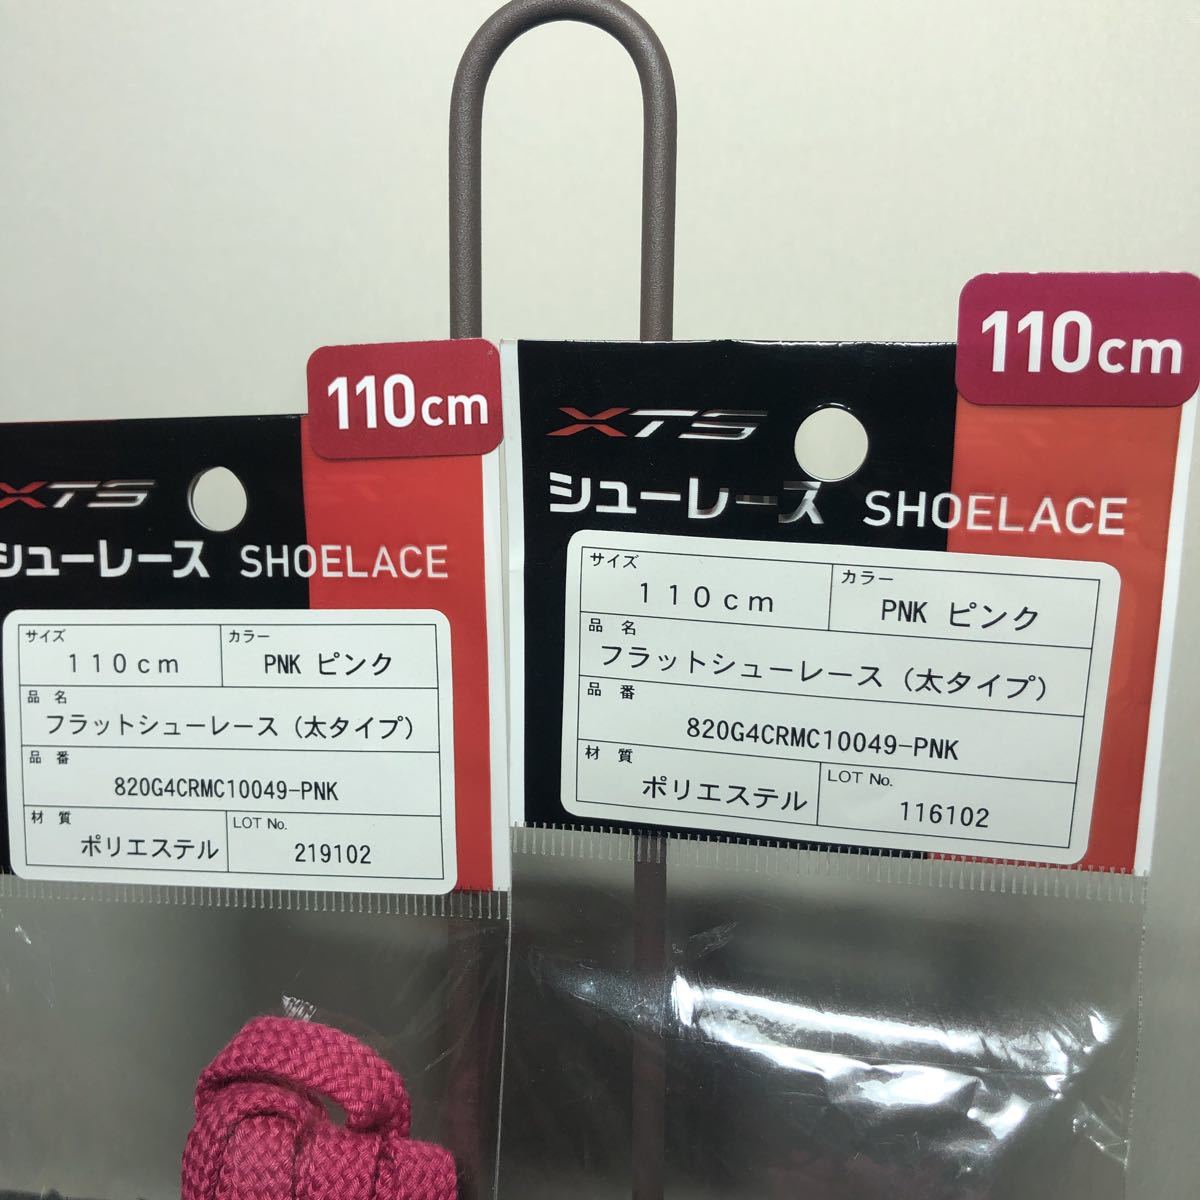 110cm
XTS
シューレース SHOELACE
サイズ
110cm
カラー
PNK ピンク
品名
フラットシューレース（太タイプ）
品番
820G4CRMC10049-PNK
材質
ポリエステル
LOT No.
219102
110cm
XTS
シューレース SHOELACE
サイズ
110cm
カラー
PNK ピンク
品名
フラットシューレース（太タイプ）
品番
820G4CRMC10049-PNK
材質
ポリエステル
LOT No.
116102